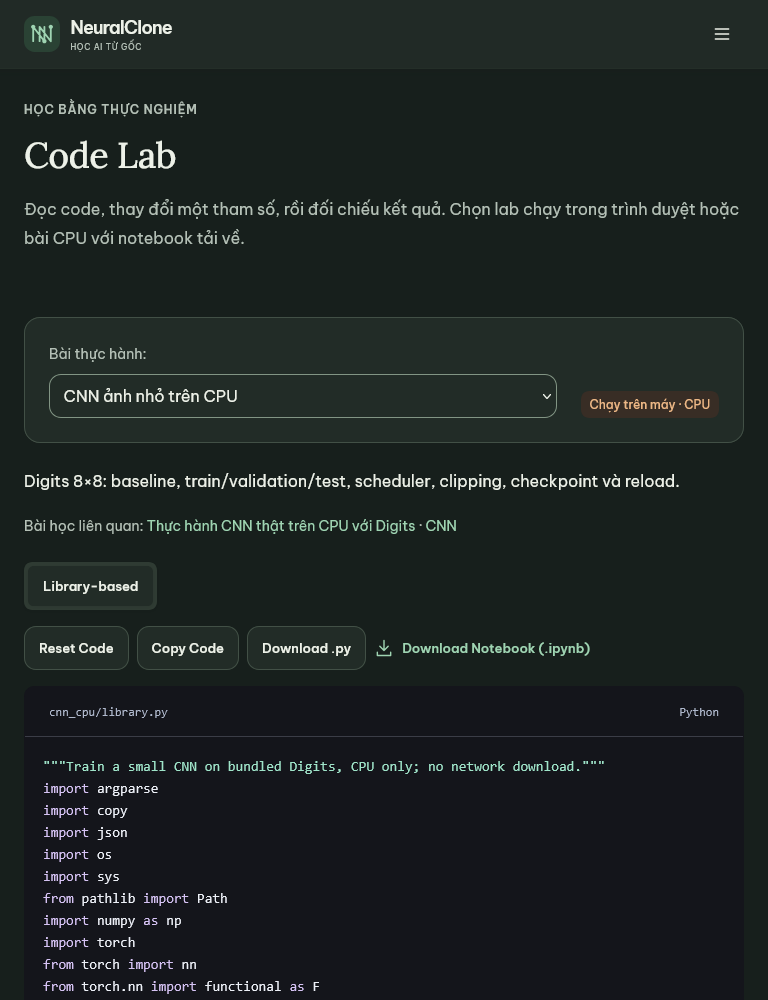 NeuralClone
HỌC AI TỪ GỐC
HỌC BẰNG THỰC NGHIỆM
Code Lab
Đọc code, thay đổi một tham số, rồi đối chiếu kết quả. Chọn lab chạy trong trình duyệt hoặc
bài CPU với notebook tải về.
Bài thực hành:
CNN ảnh nhỏ trên CPU
Chạy trên máy · CPU
Digits 8×8: baseline, train/validation/test, scheduler, clipping, checkpoint và reload.
Bài học liên quan: Thực hành CNN thật trên CPU với Digits · CNN
Library-based
Reset Code
Copy Code
Download .py
Download Notebook (.ipynb)
cnn_cpu/library.py
Python
"""Train a small CNN on bundled Digits, CPU only; no network download."""
import argparse
import copy
import json
import os
import sys
from pathlib import Path
import numpy as np
import torch
from torch import nn
from torch.nn import functional as F